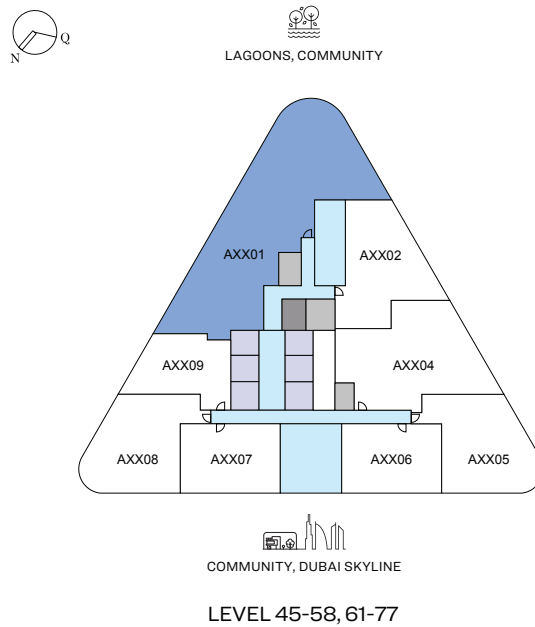 N
Q
LAGOONS, COMMUNITY
AXX01
AXX02
AXX09
AXX04
AXX08
AXX07
AXX06
AXX05
COMMUNITY, DUBAI SKYLINE
LEVEL 45-58, 61-77